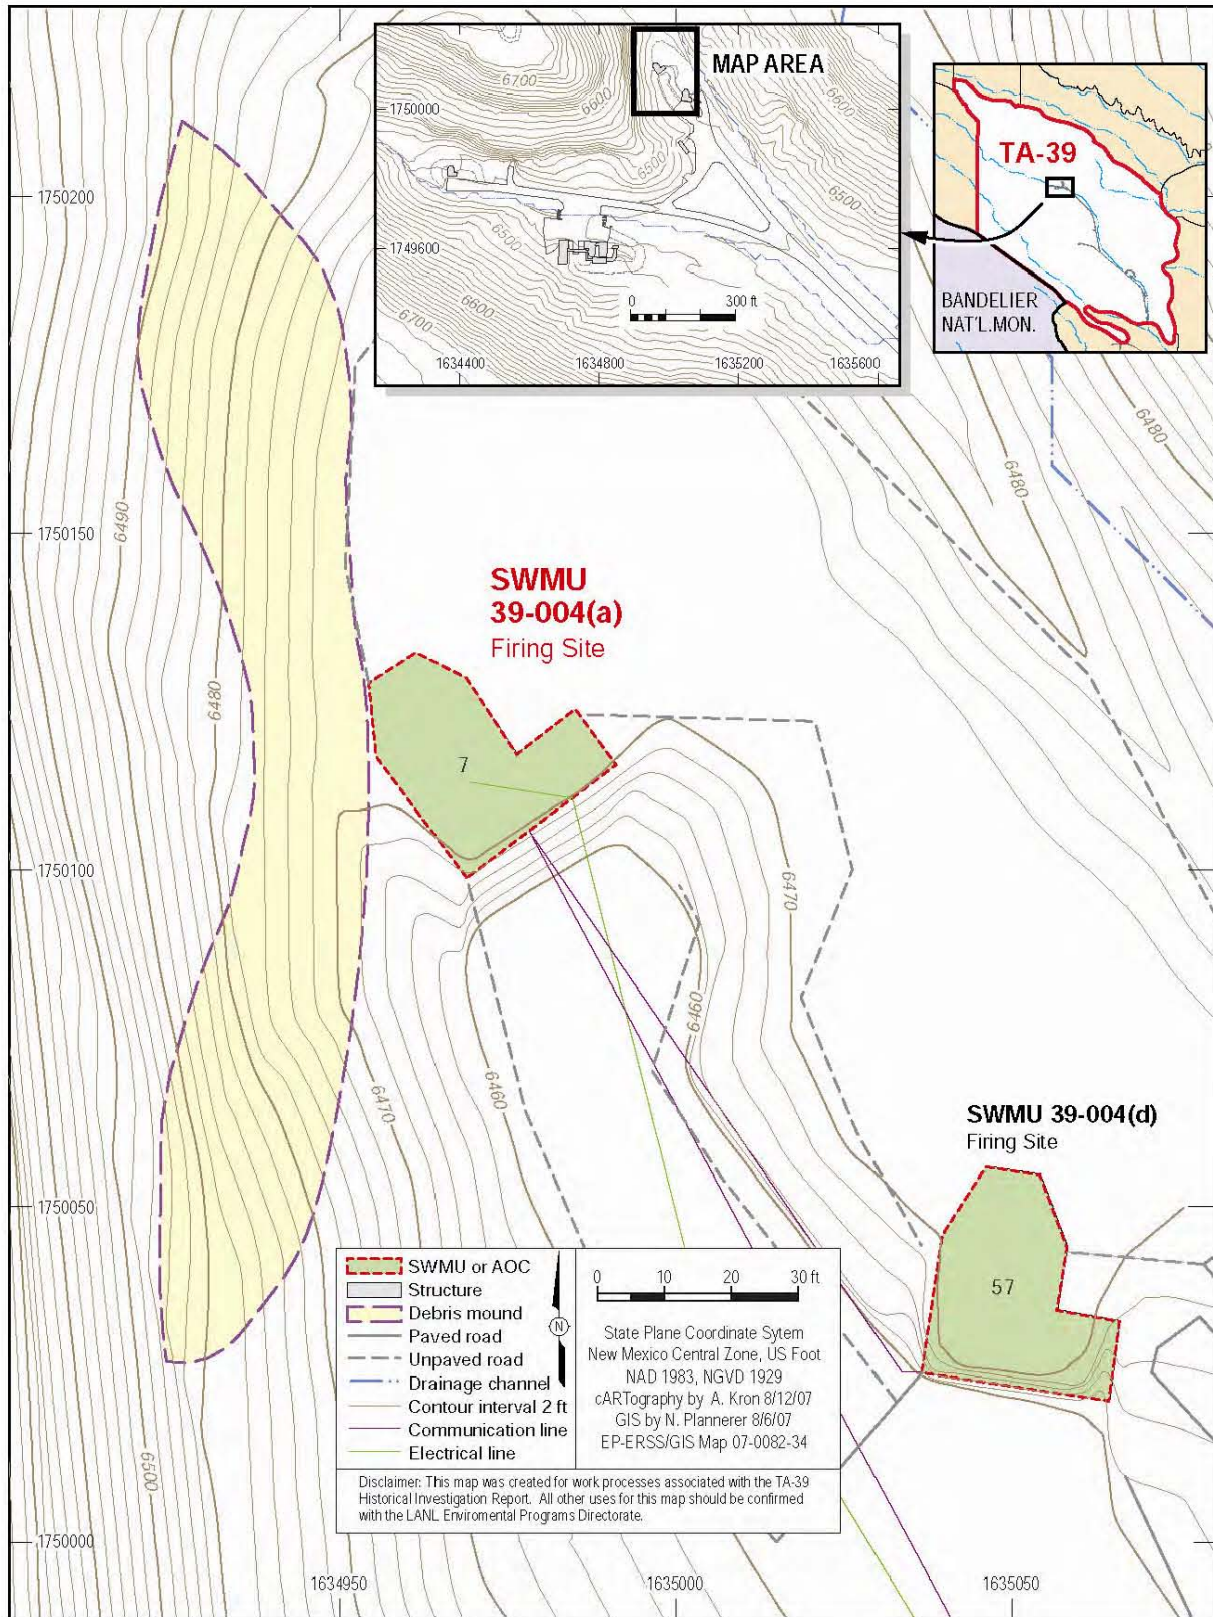 MAP AREA
6700
6600
6600
1750000
6500
6500
6500
1749600
6600
6700
0 300 ft
1634400 1634800 1635200 1635600
TA-39
BANDELIER
NAT'L.MON.
1750200
6480
6480
6490
1750150
SWMU
39-004(a)
Firing Site
6480
7
1750100
6470
6460
6470
6460
SWMU 39-004(d)
Firing Site
1750050
57
SWMU or AOC
Structure
Debris mound
Paved road
Unpaved road
Drainage channel
Contour interval 2 ft
Communication line
Electrical line
N
0 10 20 30 ft
State Plane Coordinate Sytem
New Mexico Central Zone, US Foot
NAD 1983, NGVD 1929
cARTography by A. Kron 8/12/07
GIS by N. Plannerer 8/6/07
EP-ERSS/GIS Map 07-0082-34
Disclaimer: This map was created for work processes associated with the TA-39
Historical Investigation Report. All other uses for this map should be confirmed
with the LANL Enviromental Programs Directorate.
6500
1750000
1634950 1635000 1635050